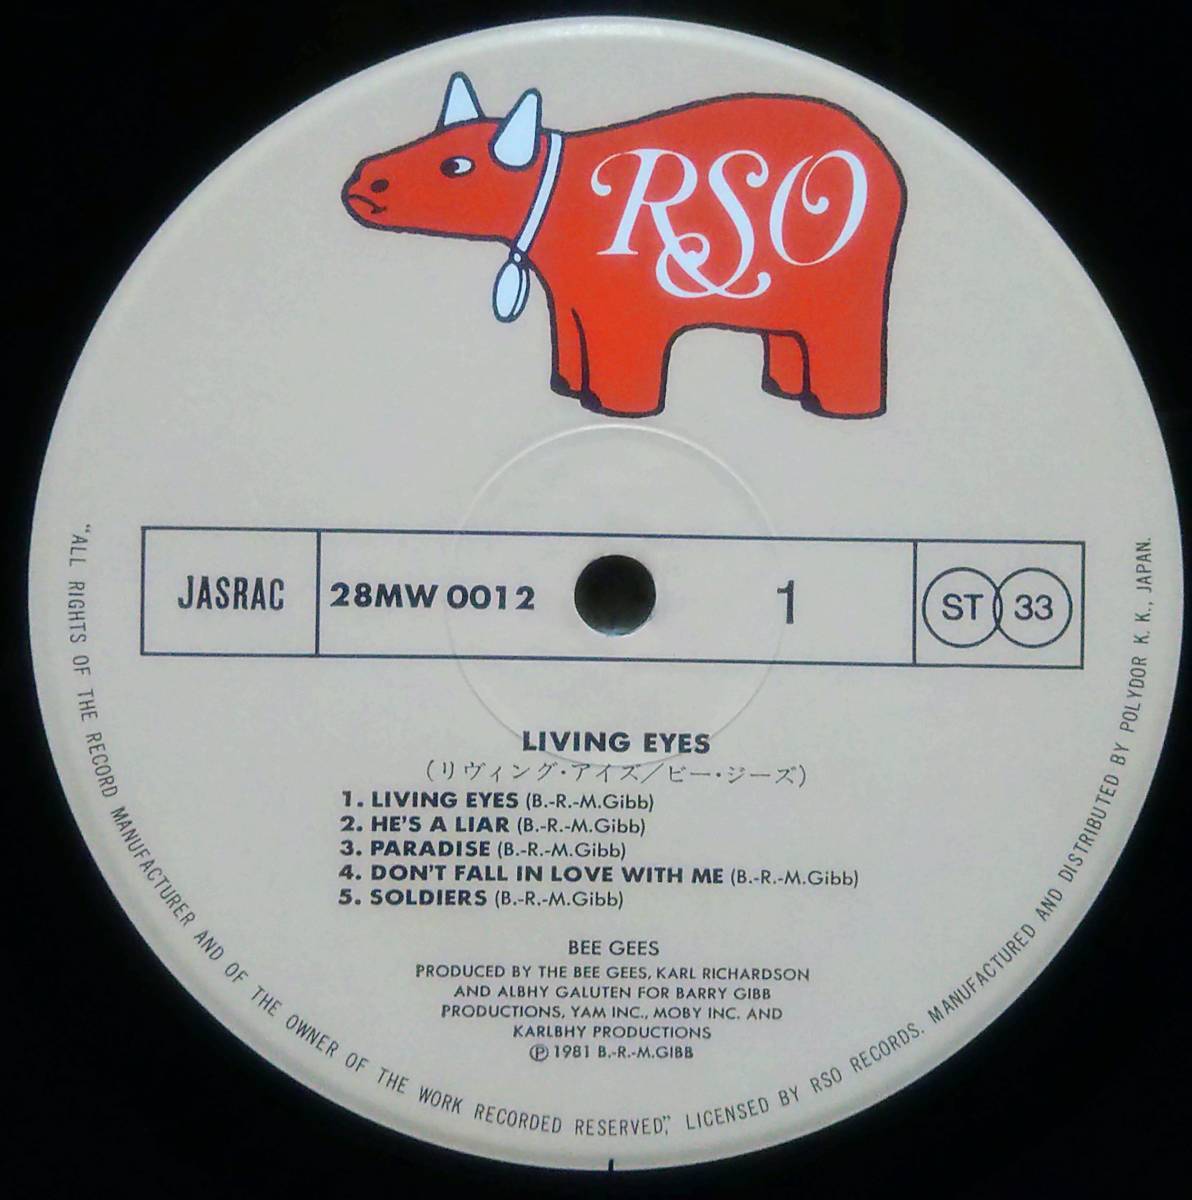 RSO
JASRAC
28MW 0012
1
ST 33
LIVING EYES
(リヴィング・アイズ/ビー・ジーズ)
1. LIVING EYES (B.-R.-M.Gibb)
2. HE'S A LIAR (B.-R.-M.Gibb)
3. PARADISE (B.-R.-M.Gibb)
4. DON'T FALL IN LOVE WITH ME (B.-R.-M.Gibb)
5. SOLDIERS (B.-R.-M.Gibb)
BEE GEES
PRODUCED BY THE BEE GEES, KARL RICHARDSON
AND ALBHY GALUTEN FOR BARRY GIBB
PRODUCTIONS, YAM INC., MOBY INC. AND
KARLBHY PRODUCTIONS
℗ 1981 B.-R.-M.GIBB
"ALL RIGHTS OF THE RECORD MANUFACTURER AND OF THE OWNER OF THE WORK RECORDED RESERVED," LICENSED BY RSO RECORDS. MANUFACTURED AND DISTRIBUTED BY POLYDOR K. K., JAPAN.